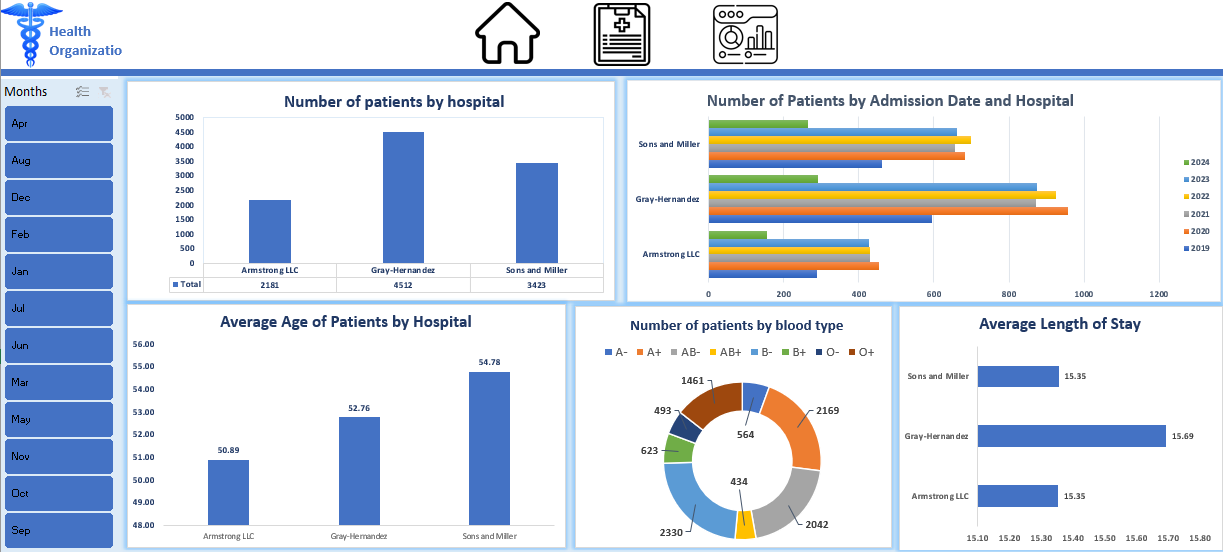 Health
Organizatio
Months
Apr
Aug
Dec
Feb
Jan
Jul
Jun
Mar
May
Nov
Oct
Sep
Number of patients by hospital
5000
4500
4000
3500
3000
2500
2000
1500
1000
500
0
Armstrong LLC Gray-Hernandez Sons and Miller
Total 2181 4512 3423
Number of Patients by Admission Date and Hospital
Sons and Miller
Gray-Hernandez
Armstrong LLC
0 200 400 600 800 1000 1200
2024
2023
2022
2021
2020
2019
Average Age of Patients by Hospital
56.00
55.00
54.00
53.00
52.00
51.00
50.00
49.00
48.00
50.89
52.76
54.78
Armstrong LLC Gray-Hernandez Sons and Miller
Number of patients by blood type
A- A+ AB- AB+ B- B+ O- O+
1461
493
623
2330
434
564
2169
2042
Average Length of Stay
Sons and Miller 15.35
Gray-Hernandez 15.69
Armstrong LLC 15.35
15.10 15.20 15.30 15.40 15.50 15.60 15.70 15.80